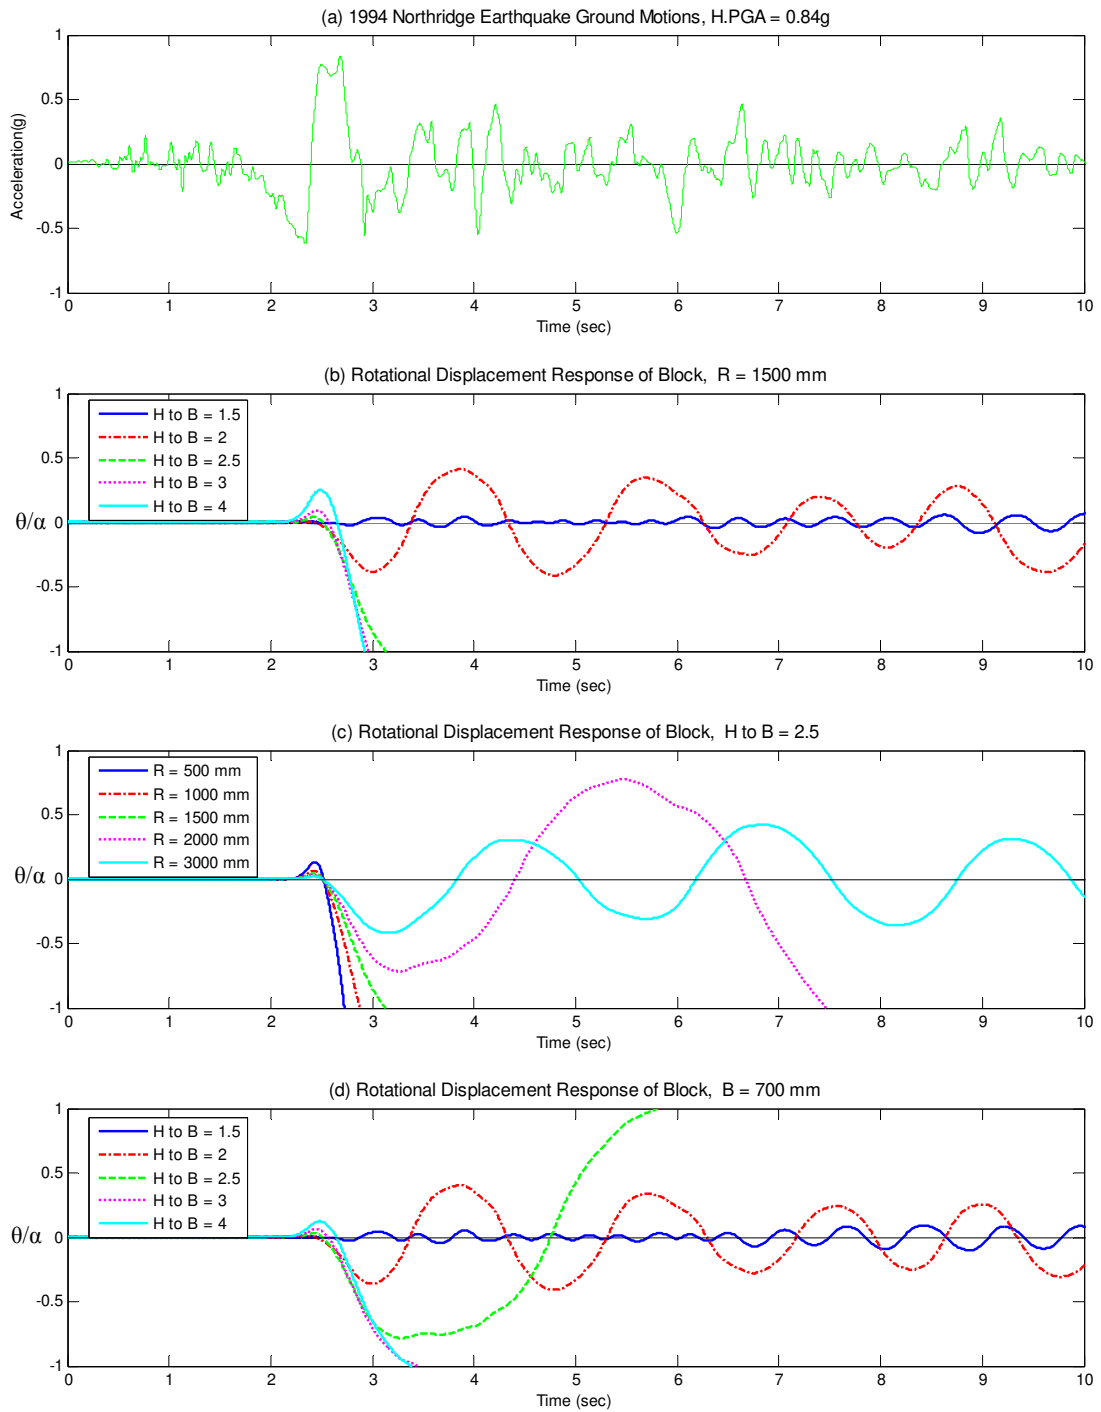 (a) 1994 Northridge Earthquake Ground Motions, H.PGA = 0.84g
1
0.5
0
-0.5
-1
Acceleration(g)
0 1 2 3 4 5 6 7 8 9 10
Time (sec)
(b) Rotational Displacement Response of Block, R = 1500 mm
1
0.5
0
-0.5
-1
θ/α
H to B = 1.5
H to B = 2
H to B = 2.5
H to B = 3
H to B = 4
0 1 2 3 4 5 6 7 8 9 10
Time (sec)
(c) Rotational Displacement Response of Block, H to B = 2.5
1
0.5
0
-0.5
-1
θ/α
R = 500 mm
R = 1000 mm
R = 1500 mm
R = 2000 mm
R = 3000 mm
0 1 2 3 4 5 6 7 8 9 10
Time (sec)
(d) Rotational Displacement Response of Block, B = 700 mm
1
0.5
0
-0.5
-1
θ/α
H to B = 1.5
H to B = 2
H to B = 2.5
H to B = 3
H to B = 4
0 1 2 3 4 5 6 7 8 9 10
Time (sec)